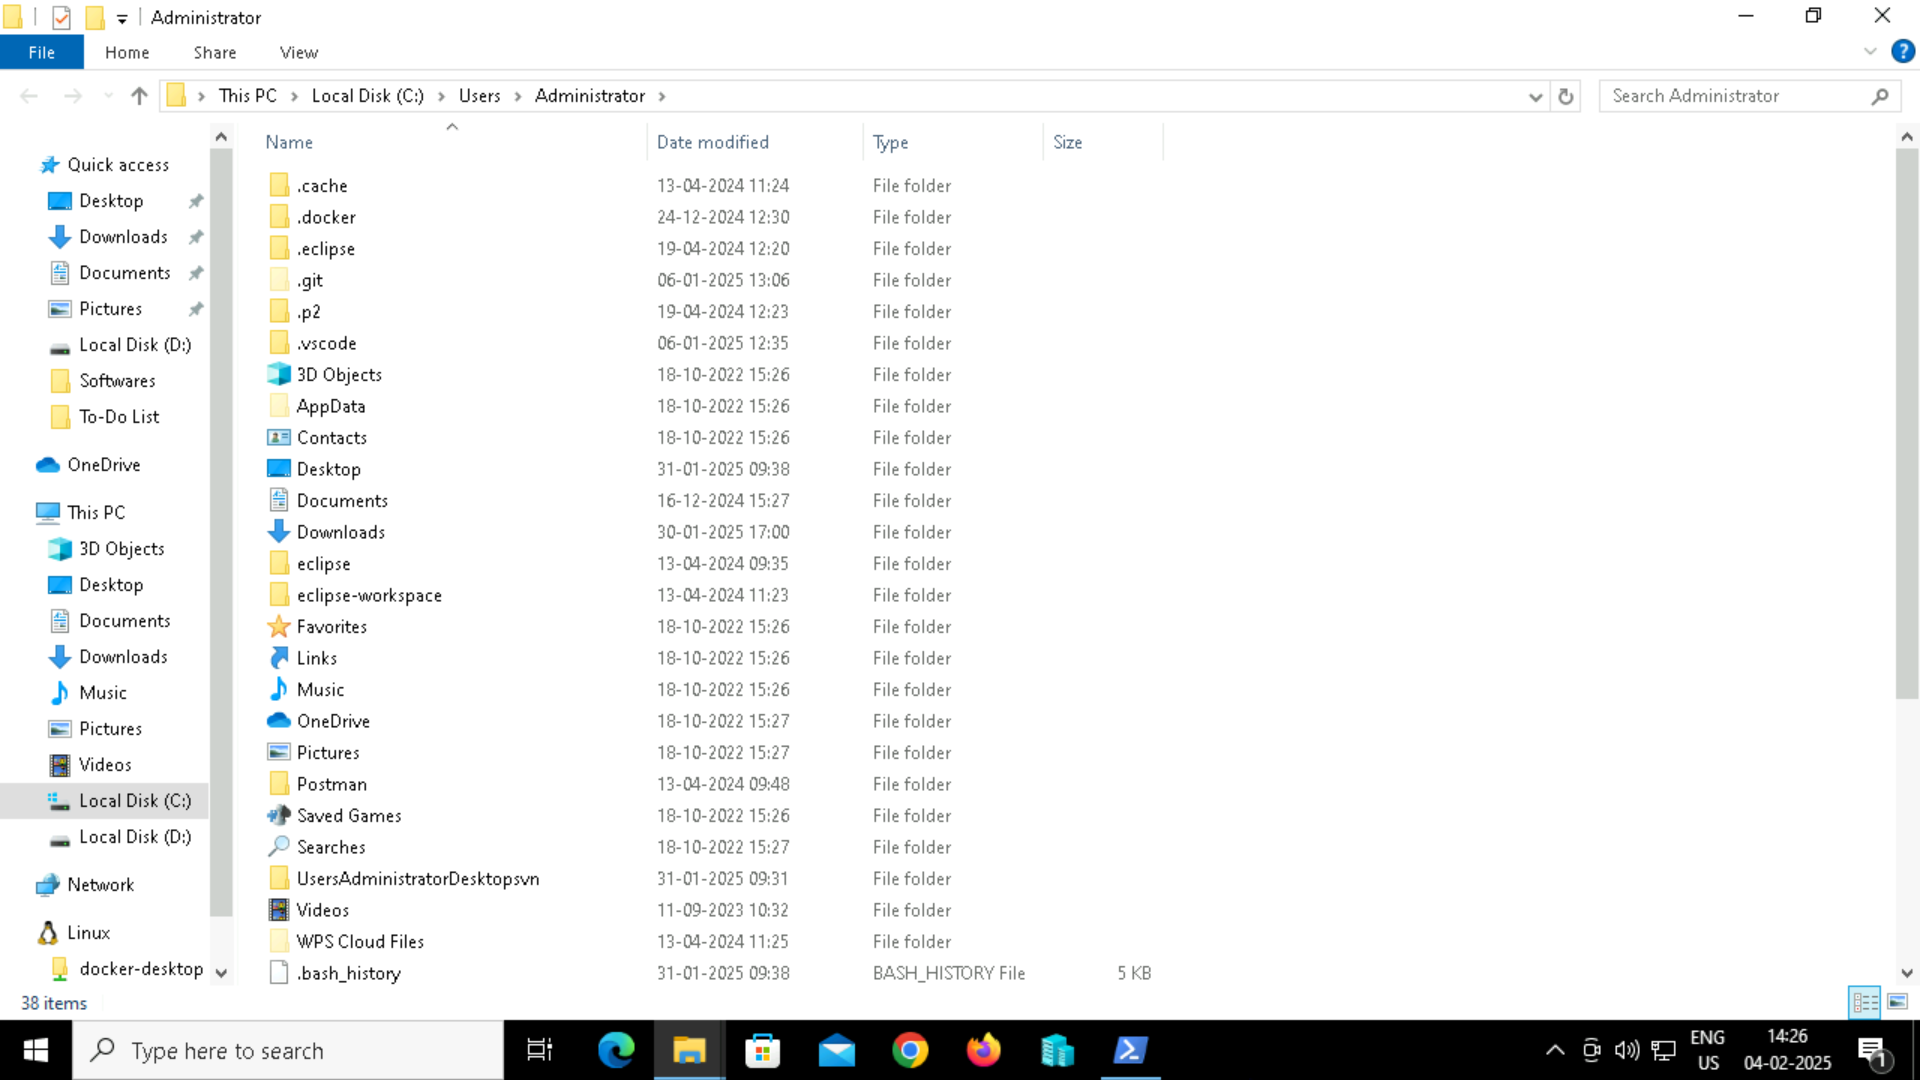 Administrator
File Home Share View
This PC Local Disk (C:) Users Administrator
Search Administrator
Name Date modified Type Size
Quick access
Desktop
Downloads
Documents
Pictures
Local Disk (D:)
Softwares
To-Do List
OneDrive
This PC
3D Objects
Desktop
Documents
Downloads
Music
Pictures
Videos
Local Disk (C:)
Local Disk (D:)
Network
Linux
docker-desktop
.cache 13-04-2024 11:24 File folder
.docker 24-12-2024 12:30 File folder
.eclipse 19-04-2024 12:20 File folder
.git 06-01-2025 13:06 File folder
.p2 19-04-2024 12:23 File folder
.vscode 06-01-2025 12:35 File folder
3D Objects 18-10-2022 15:26 File folder
AppData 18-10-2022 15:26 File folder
Contacts 18-10-2022 15:26 File folder
Desktop 31-01-2025 09:38 File folder
Documents 16-12-2024 15:27 File folder
Downloads 30-01-2025 17:00 File folder
eclipse 13-04-2024 09:35 File folder
eclipse-workspace 13-04-2024 11:23 File folder
Favorites 18-10-2022 15:26 File folder
Links 18-10-2022 15:26 File folder
Music 18-10-2022 15:26 File folder
OneDrive 18-10-2022 15:27 File folder
Pictures 18-10-2022 15:27 File folder
Postman 13-04-2024 09:48 File folder
Saved Games 18-10-2022 15:26 File folder
Searches 18-10-2022 15:27 File folder
UsersAdministratorDesktopsvn 31-01-2025 09:31 File folder
Videos 11-09-2023 10:32 File folder
WPS Cloud Files 13-04-2024 11:25 File folder
.bash_history 31-01-2025 09:38 BASH_HISTORY File 5 KB
38 items
Type here to search
ENG
US
14:26
04-02-2025
1